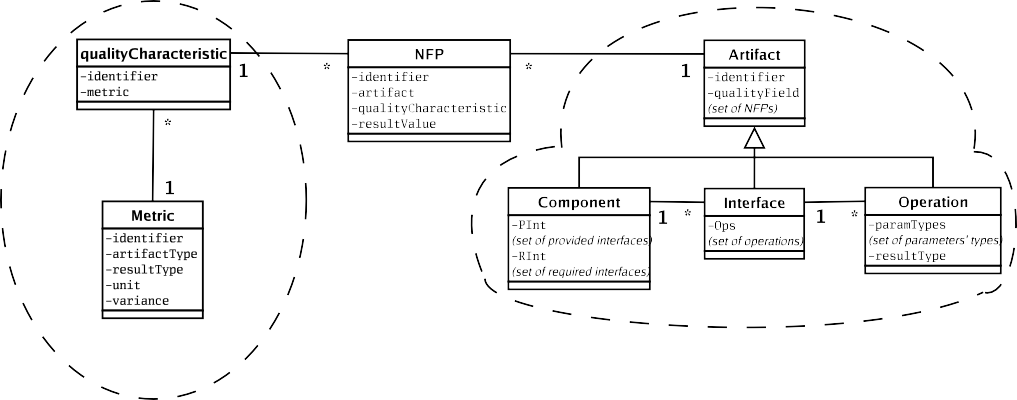 qualityCharacteristic
-identifier
-metric
1
*
NFP
-identifier
-artifact
-qualityCharacteristic
-resultValue
*
1
Artifact
-identifier
-qualityField
(set of NFPs)
*
1
Metric
-identifier
-artifactType
-resultType
-unit
-variance
Component
-PInt
(set of provided interfaces)
-RInt
(set of required interfaces)
1
*
Interface
-Ops
(set of operations)
1
*
Operation
-paramTypes
(set of parameters' types)
-resultType